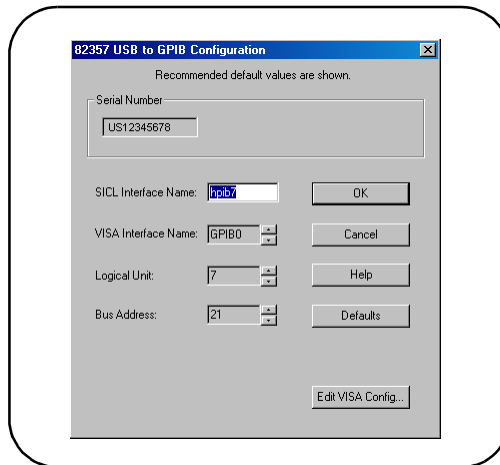 82357 USB to GPIB Configuration
Recommended default values are shown.
Serial Number
US12345678
SICL Interface Name: hpib7 OK
VISA Interface Name: GPIB0 Cancel
Logical Unit: 7 Help
Bus Address: 21 Defaults
Edit VISA Config...